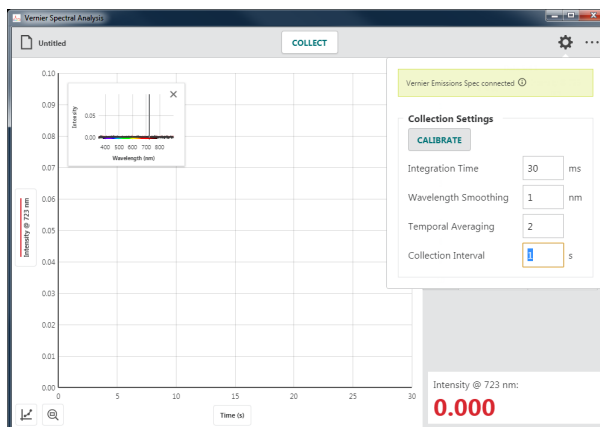 Vernier Spectral Analysis
Untitled
COLLECT
Vernier Emissions Spec connected
Collection Settings
CALIBRATE
Integration Time 30 ms
Wavelength Smoothing 1 nm
Temporal Averaging 2
Collection Interval 1 s
0.10
0.09
0.08
0.07
0.06
0.05
0.04
0.03
0.02
0.01
0.00
Intensity @ 723 nm
Intensity
0.05
0.00
400 500 600 700 800
Wavelength (nm)
0 5 10 15 20 25 30
Time (s)
Intensity @ 723 nm:
0.000